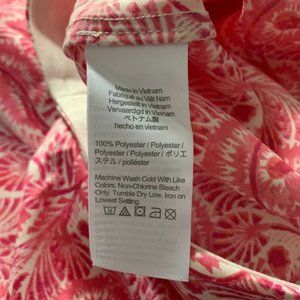 Made in Vietnam
Fabriqué au Viêt Nam
Hergestellt in Vietnam
Vervaardigd in Vietnam
ベトナム製
hecho en vietnam
100% Polyester / Polyester
/ Polyester / Polyester / ポリエ
ステル / poliéster
Machine Wash Cold With Like
Colors. Non-Chlorine Bleach
Only. Tumble Dry Low. Iron on
Lowest Setting.